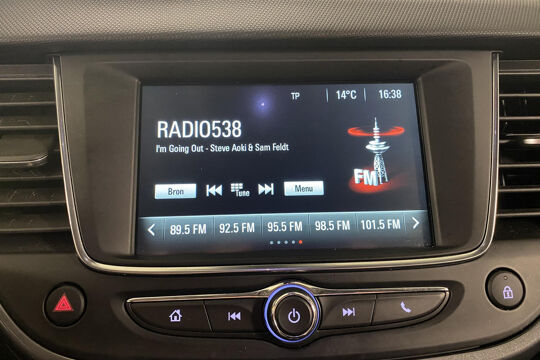 TP 14°C 16:38
RADIO538
I'm Going Out - Steve Aoki & Sam Feldt
FM
Bron Tune Menu
89.5 FM 92.5 FM 95.5 FM 98.5 FM 101.5 FM